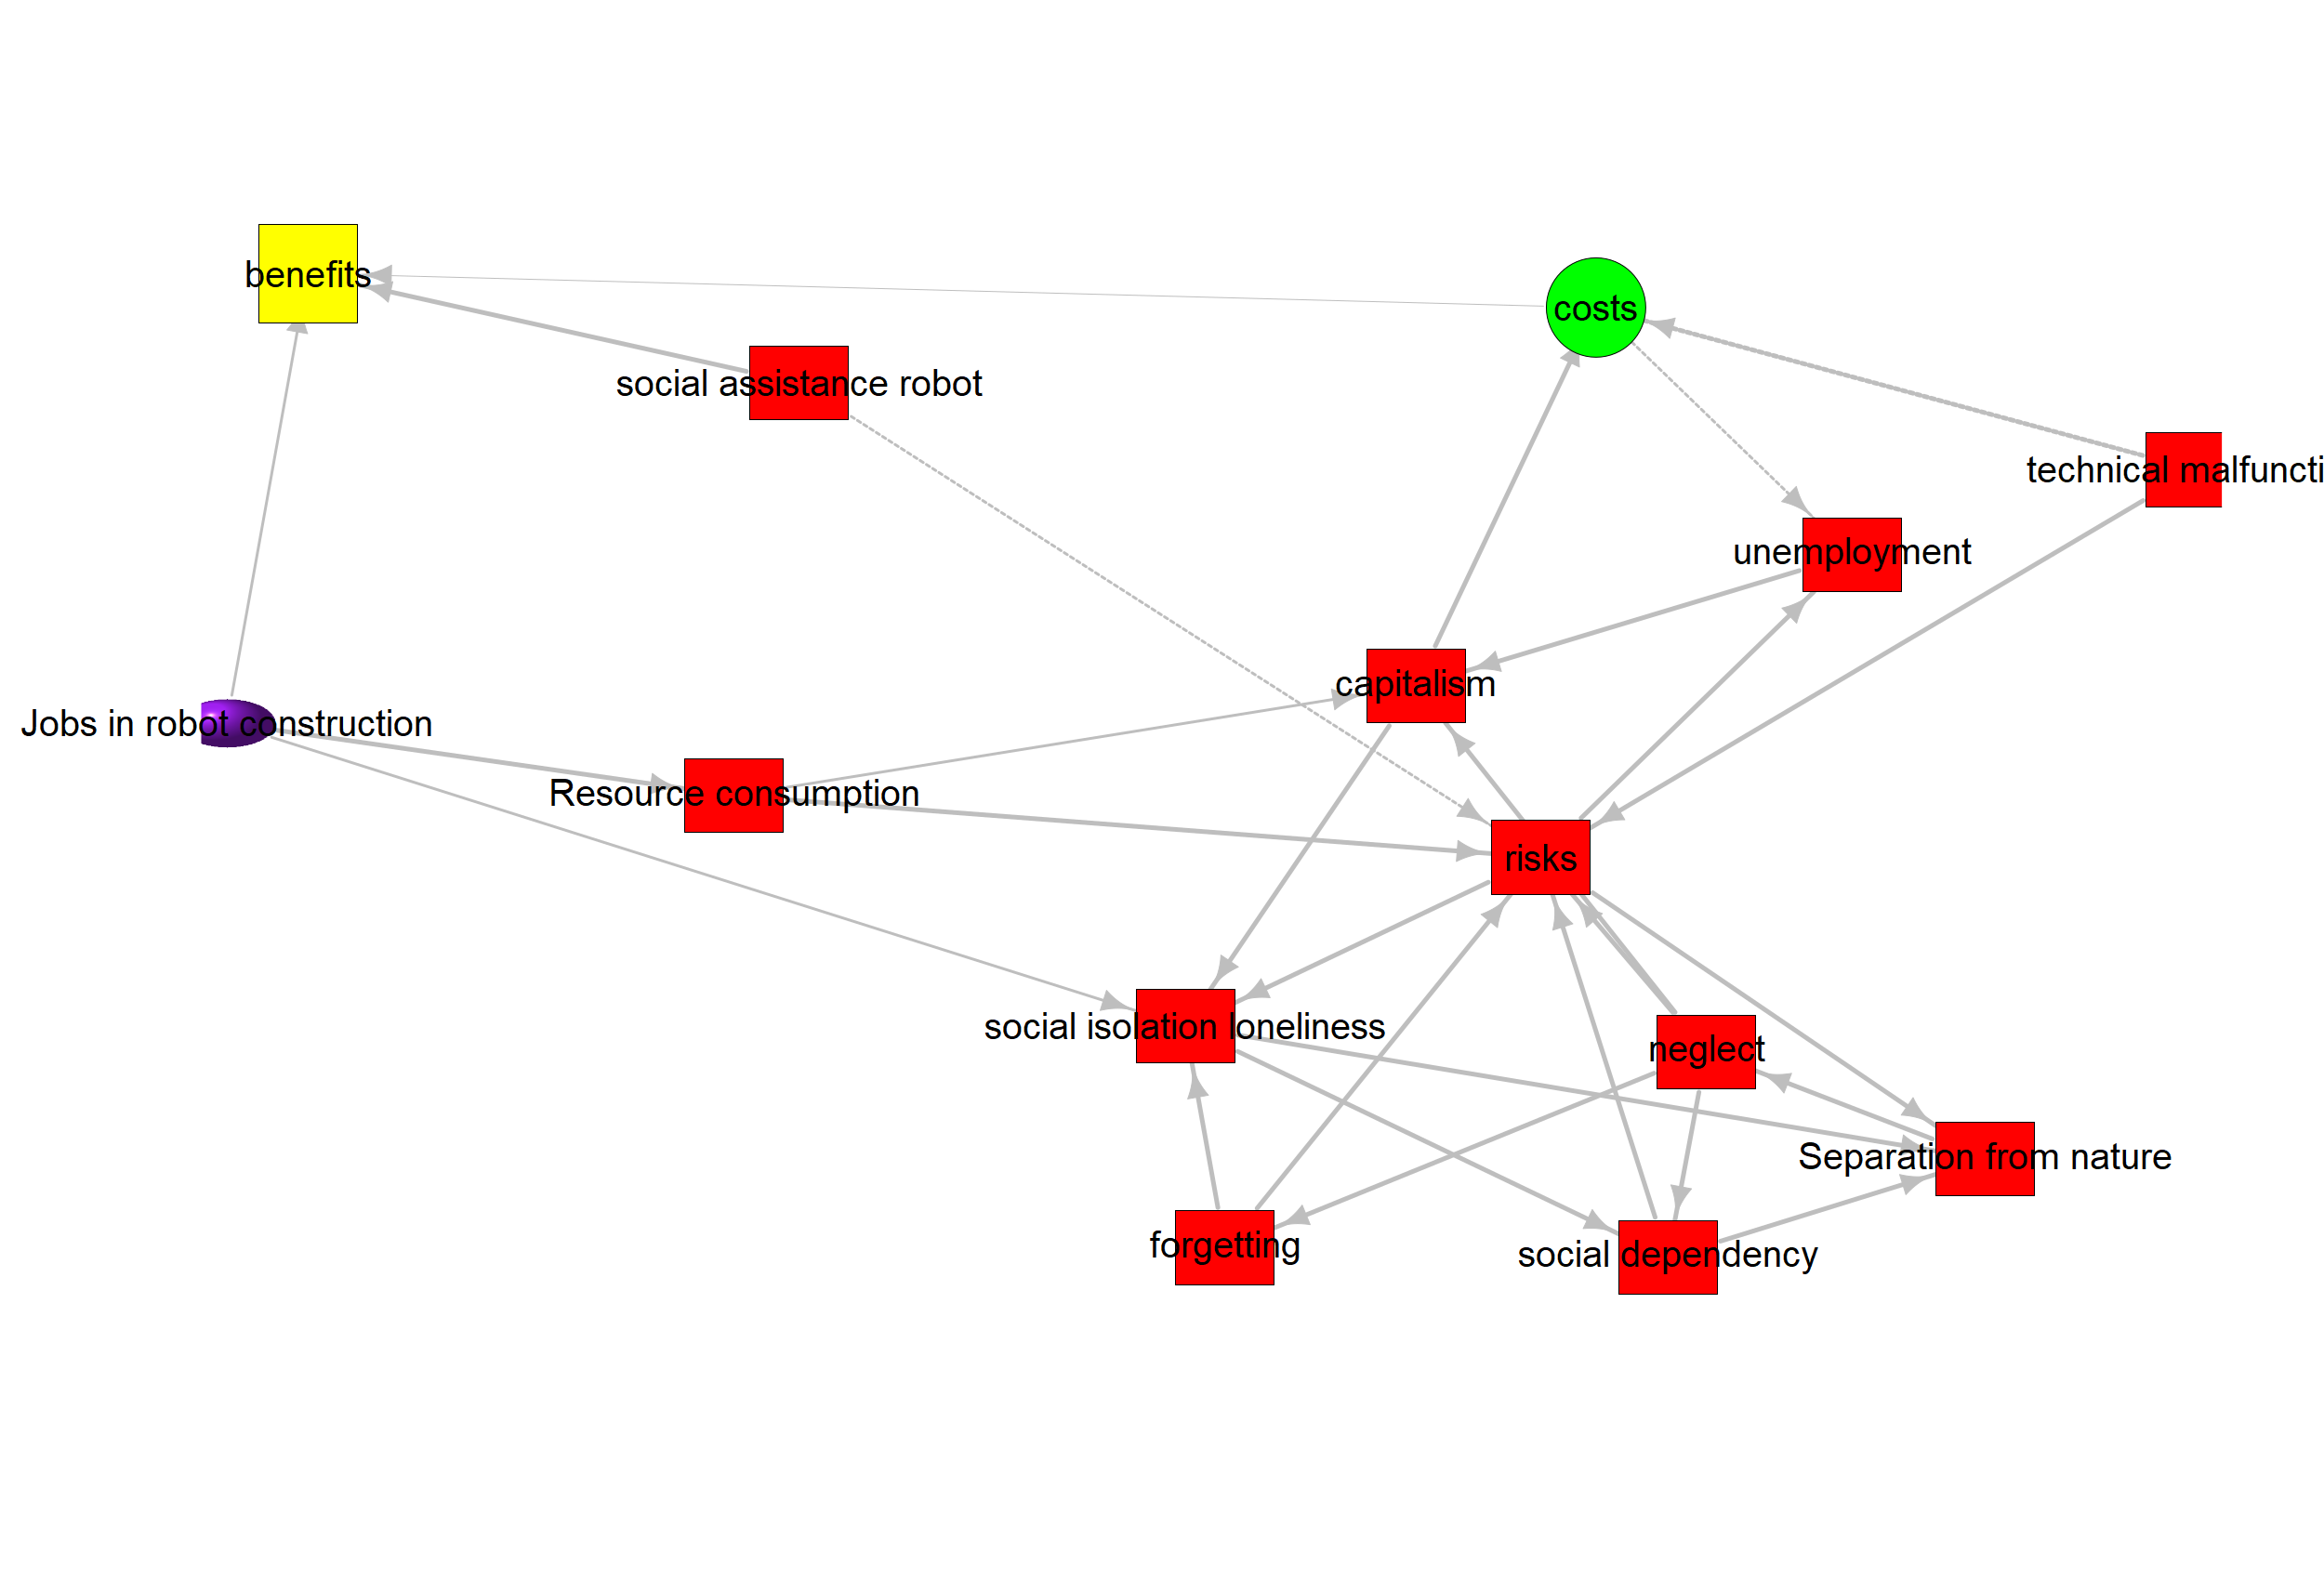 benefits
costs
social assistance robot
technical malfuncti
unemployment
capitalism
Jobs in robot construction
Resource consumption
risks
social isolation loneliness
neglect
Separation from nature
forgetting
social dependency